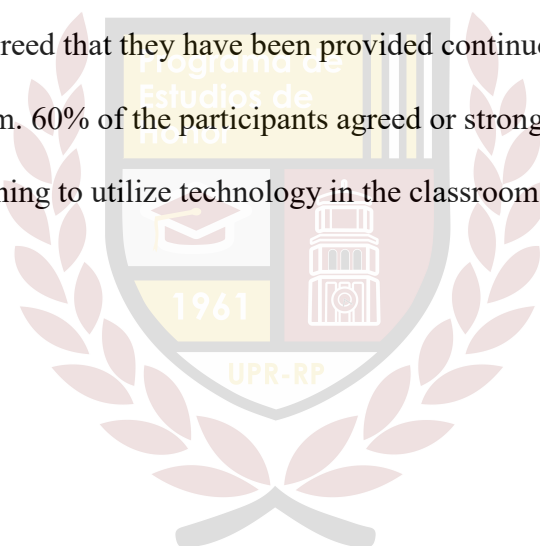 reed that they have been provided continuo
Programa de
Estudios de
Honor
m. 60% of the participants agreed or strong
ning to utilize technology in the classroom
1961
UPR-RP